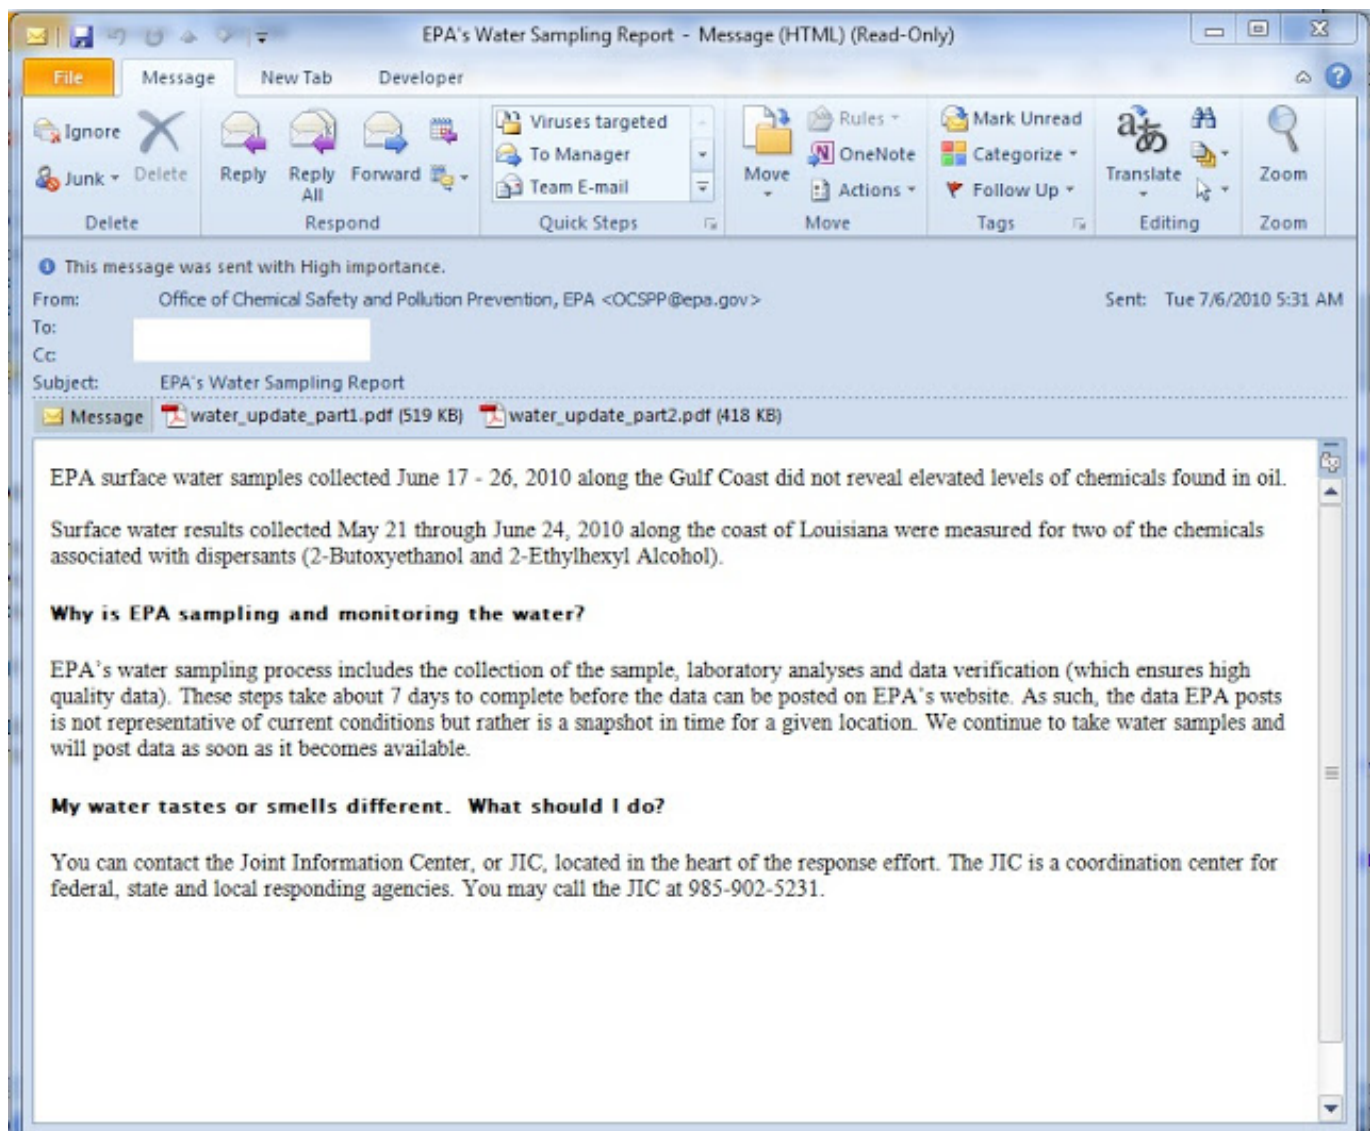 EPA's Water Sampling Report - Message (HTML) (Read-Only)
File Message New Tab Developer
Ignore
Junk
Delete
Delete
Reply
Reply All
Forward
Respond
Viruses targeted
To Manager
Team E-mail
Quick Steps
Move
Rules
OneNote
Actions
Move
Mark Unread
Categorize
Follow Up
Tags
Translate
Editing
Zoom
Zoom
This message was sent with High importance.
From: Office of Chemical Safety and Pollution Prevention, EPA <OCSPP@epa.gov> Sent: Tue 7/6/2010 5:31 AM
To:
Cc:
Subject: EPA's Water Sampling Report
Message water_update_part1.pdf (519 KB) water_update_part2.pdf (418 KB)
EPA surface water samples collected June 17 - 26, 2010 along the Gulf Coast did not reveal elevated levels of chemicals found in oil.
Surface water results collected May 21 through June 24, 2010 along the coast of Louisiana were measured for two of the chemicals
associated with dispersants (2-Butoxyethanol and 2-Ethylhexyl Alcohol).
Why is EPA sampling and monitoring the water?
EPA's water sampling process includes the collection of the sample, laboratory analyses and data verification (which ensures high
quality data). These steps take about 7 days to complete before the data can be posted on EPA's website. As such, the data EPA posts
is not representative of current conditions but rather is a snapshot in time for a given location. We continue to take water samples and
will post data as soon as it becomes available.
My water tastes or smells different. What should I do?
You can contact the Joint Information Center, or JIC, located in the heart of the response effort. The JIC is a coordination center for
federal, state and local responding agencies. You may call the JIC at 985-902-5231.